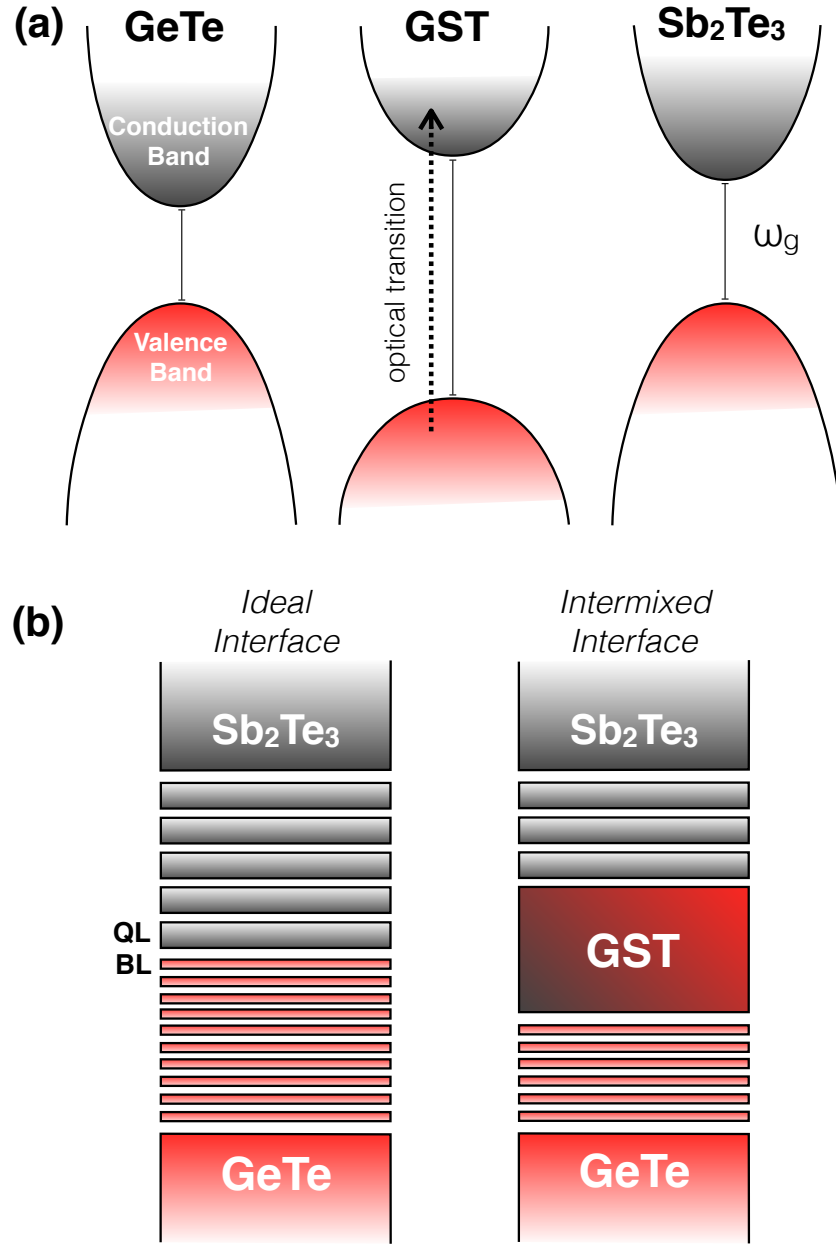 (a)
GeTe
GST
Sb₂Te₃
Conduction
Band
optical transition
ωg
Valence
Band
(b)
Ideal
Interface
Intermixed
Interface
Sb₂Te₃
Sb₂Te₃
QL
BL
GST
GeTe
GeTe